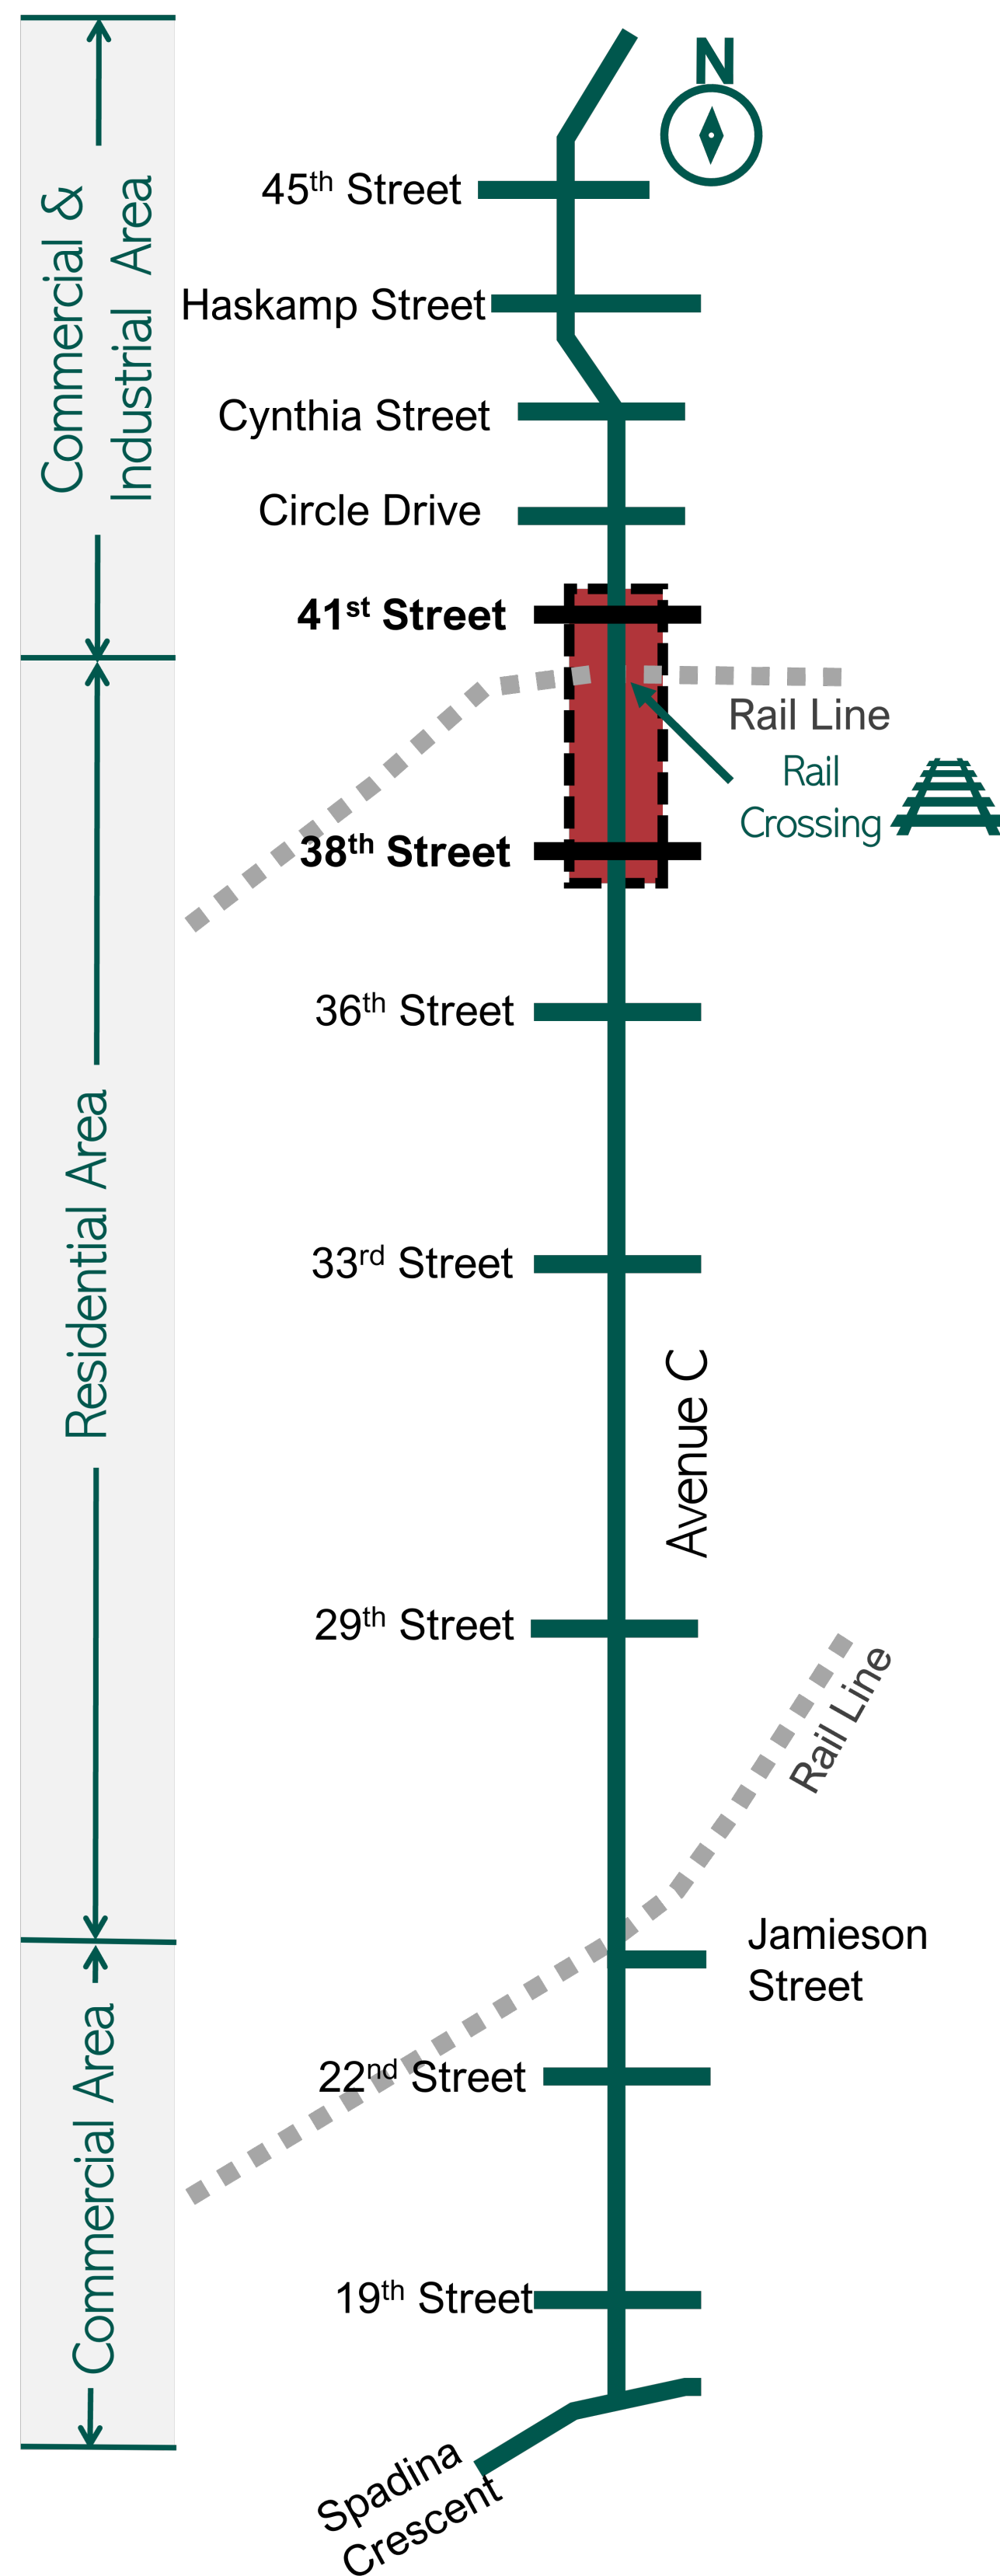 N
Commercial &
Industrial Area
45th Street
Haskamp Street
Cynthia Street
Circle Drive
41st Street
Rail Line
Rail
Crossing
38th Street
36th Street
Residential Area
33rd Street
Avenue C
29th Street
Rail Line
Jamieson
Street
Commercial Area
22nd Street
19th Street
Spadina
Crescent